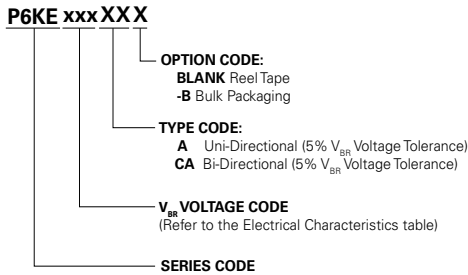 P6KE xxx XX X
OPTION CODE:
BLANK Reel Tape
-B Bulk Packaging
TYPE CODE:
A Uni-Directional (5% VBR Voltage Tolerance)
CA Bi-Directional (5% VBR Voltage Tolerance)
VBR VOLTAGE CODE
(Refer to the Electrical Characteristics table)
SERIES CODE